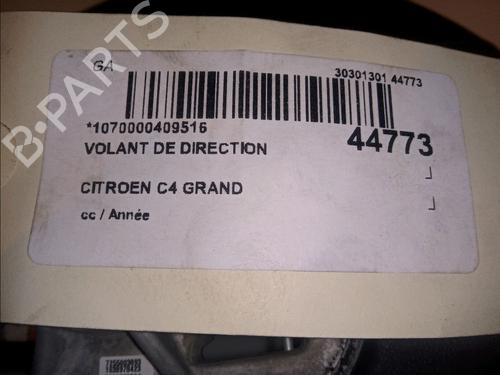 GA
30301301 44773
*1070000409516
44773
VOLANT DE DIRECTION
CITROEN C4 GRAND
cc / Année
B-PARTS